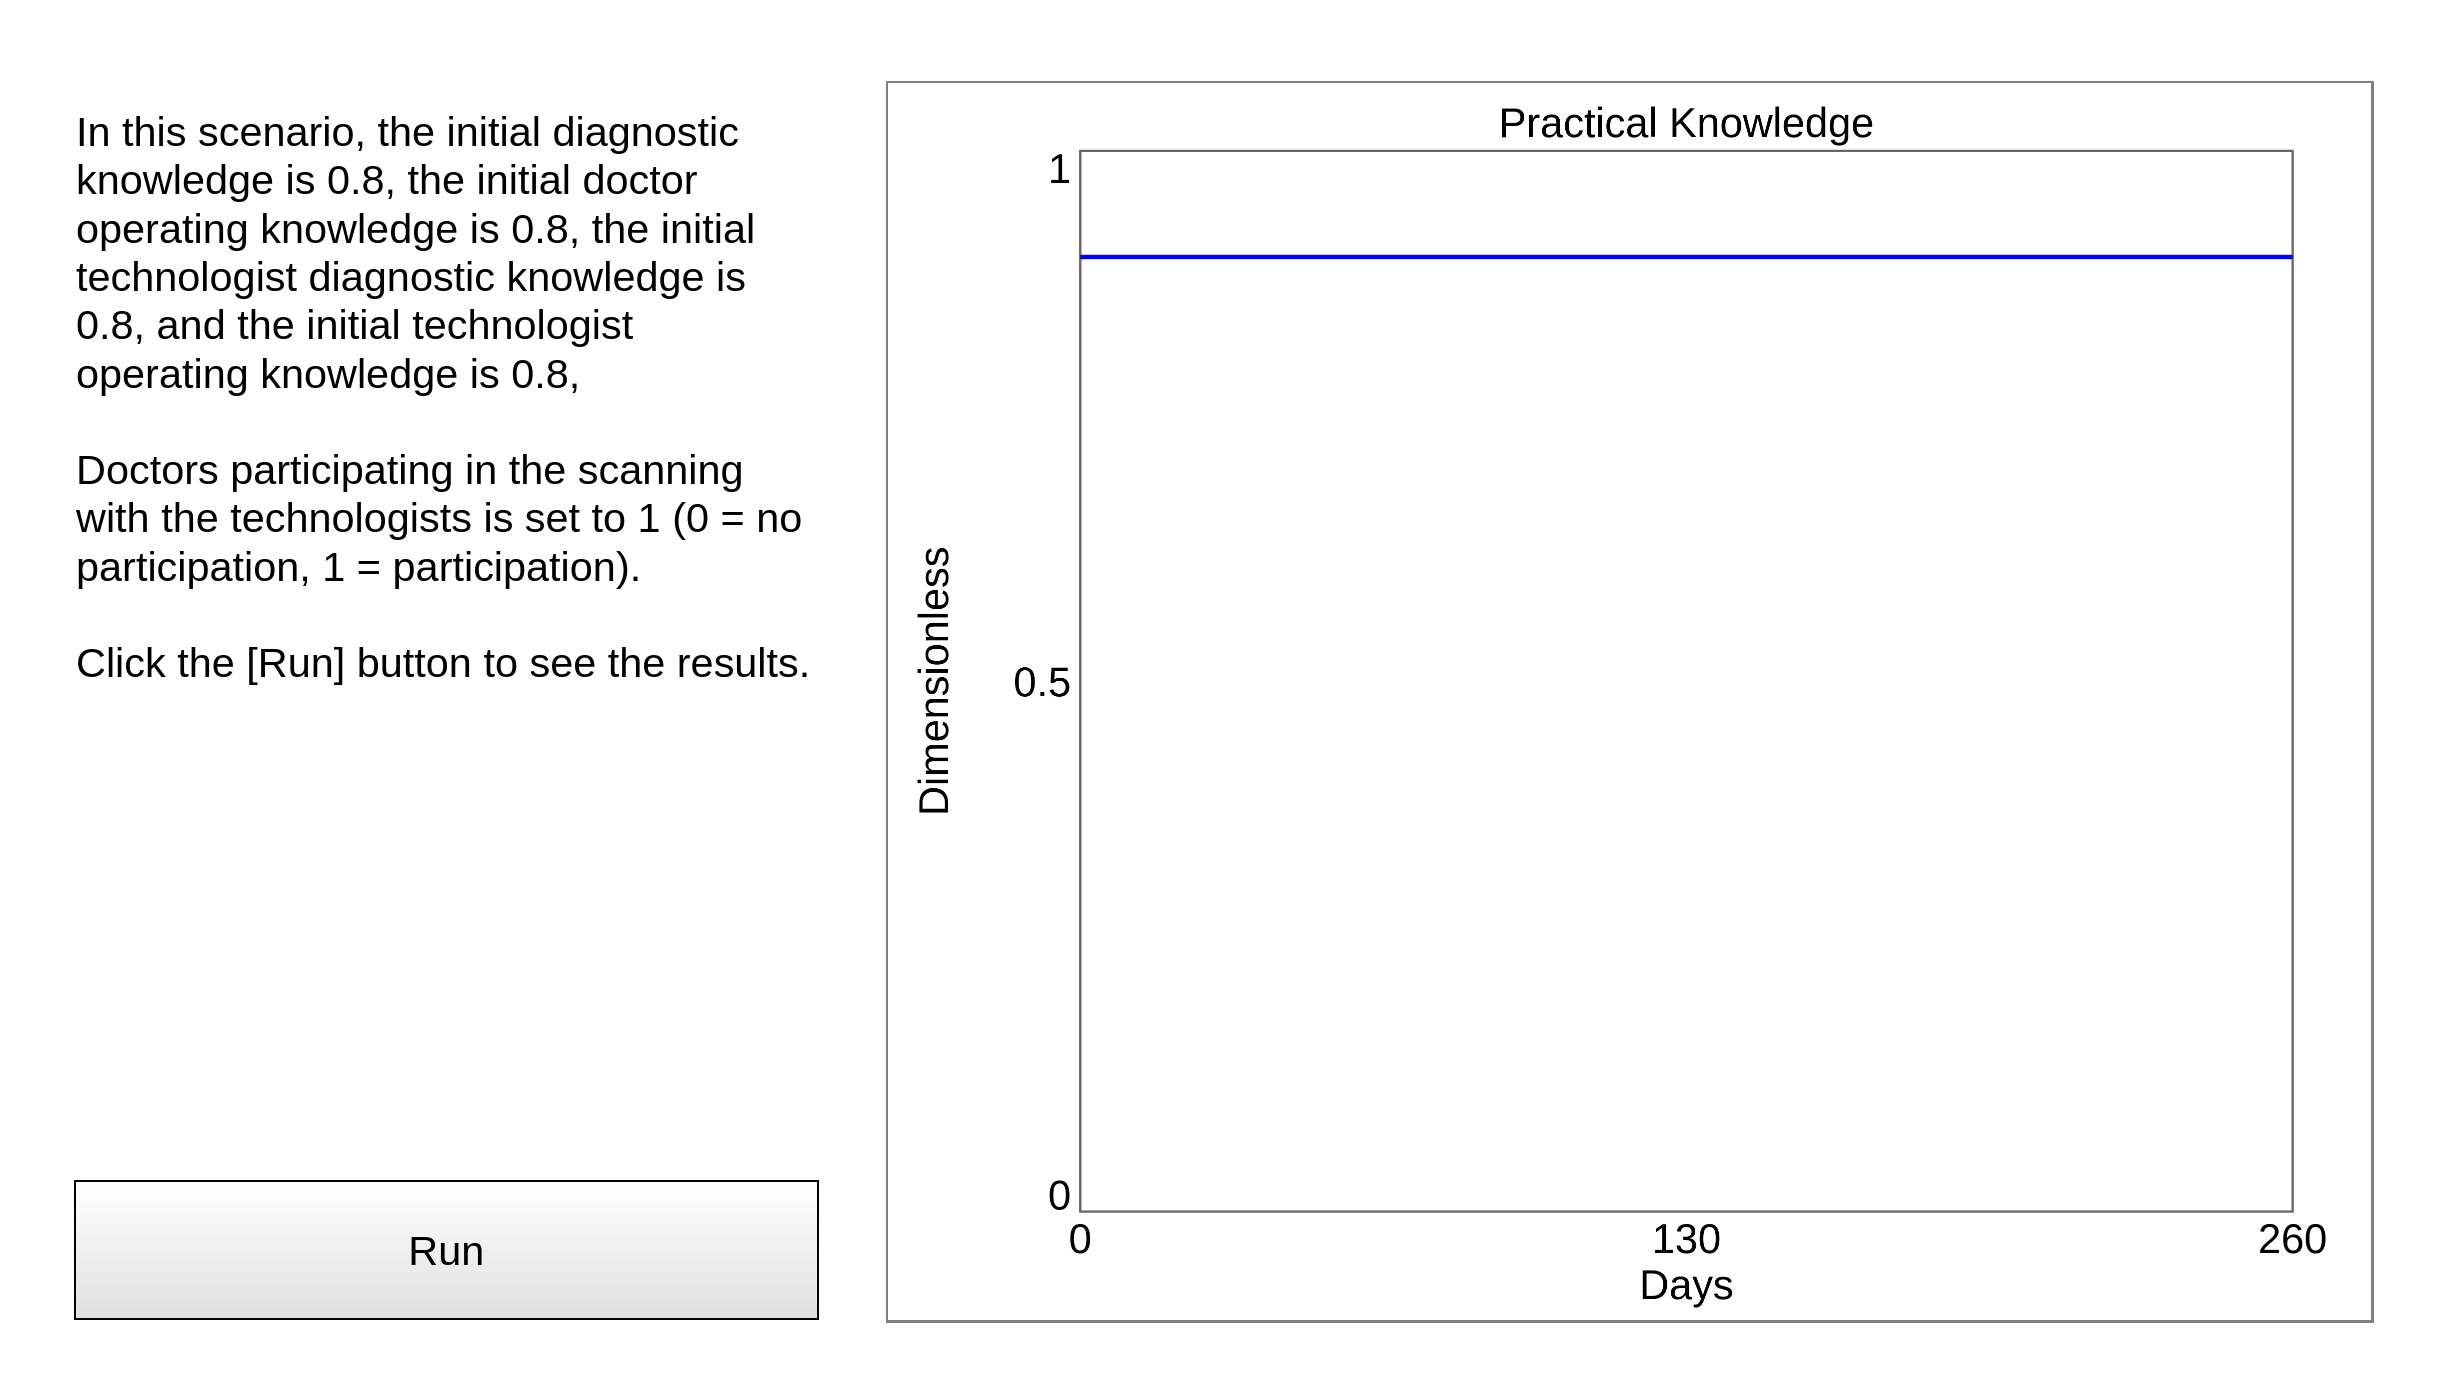 In this scenario, the initial diagnostic
knowledge is 0.8, the initial doctor
operating knowledge is 0.8, the initial
technologist diagnostic knowledge is
0.8, and the initial technologist
operating knowledge is 0.8,
Doctors participating in the scanning
with the technologists is set to 1 (0 = no
participation, 1 = participation).
Click the [Run] button to see the results.
Run
Practical Knowledge
1
0.5
0
Dimensionless
0
130
260
Days